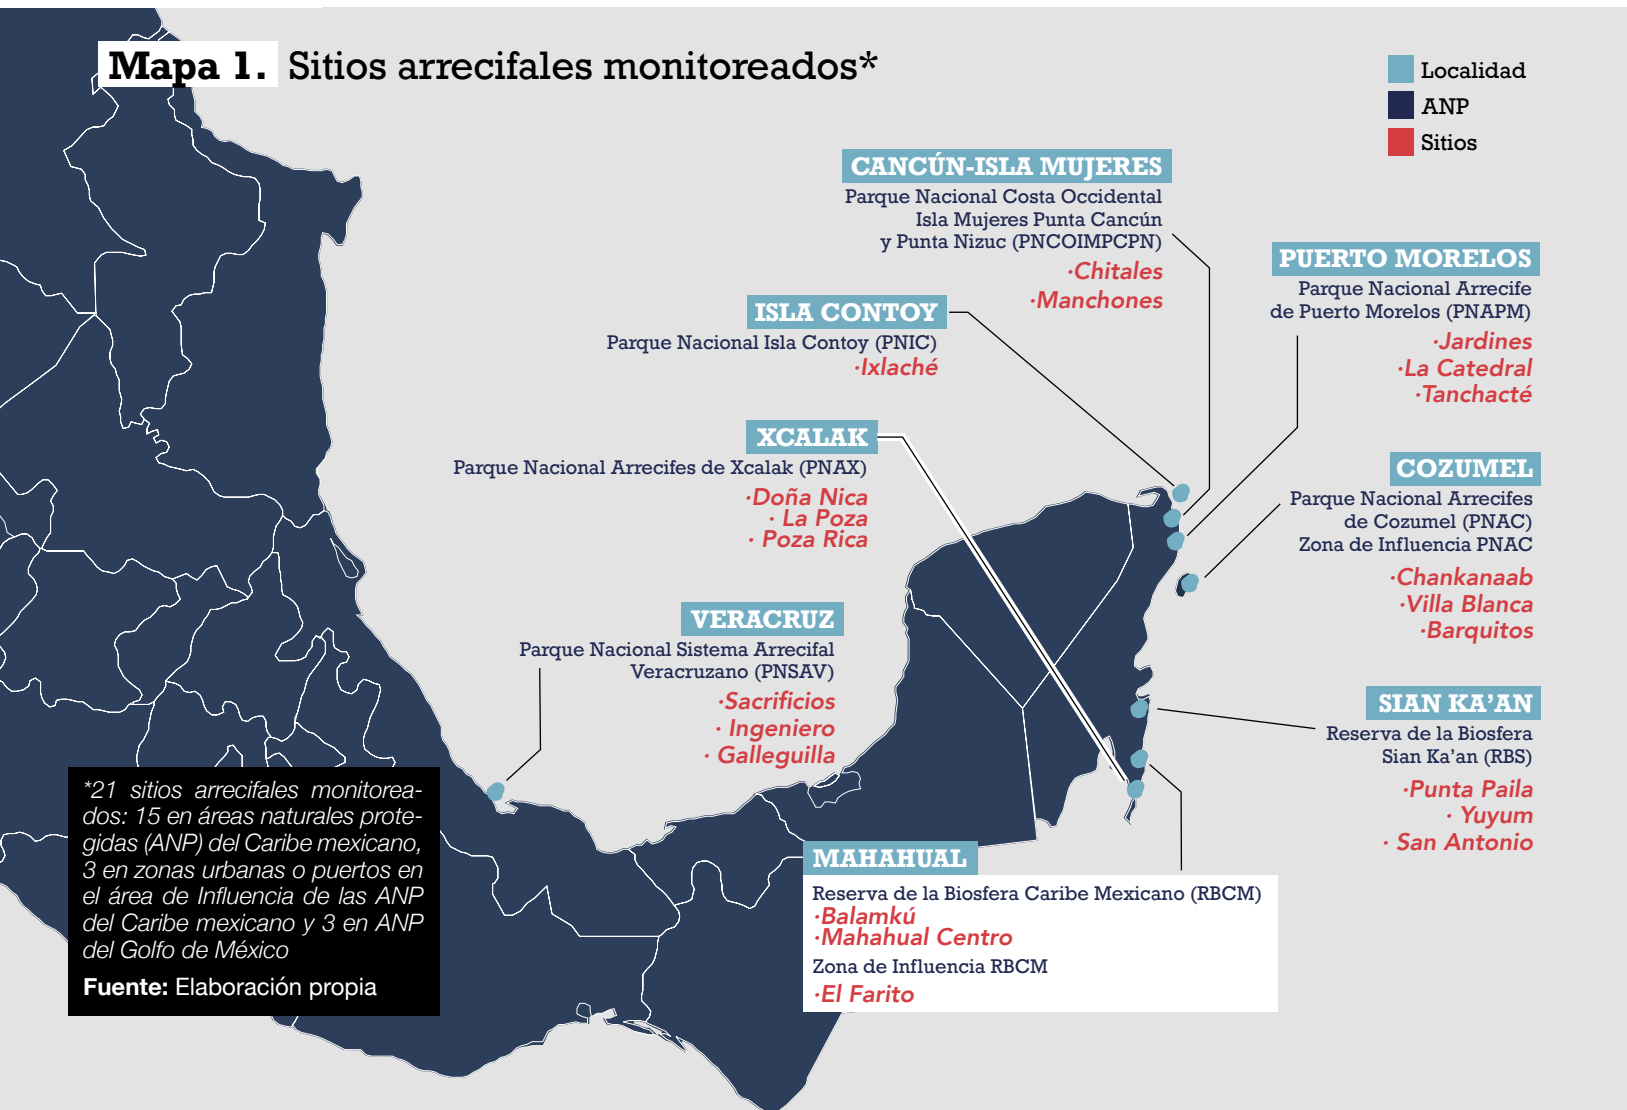 Mapa 1. Sitios arrecifales monitoreados*
Localidad
ANP
Sitios
CANCÚN-ISLA MUJERES
Parque Nacional Costa Occidental
Isla Mujeres Punta Cancún
y Punta Nizuc (PNCOIMPCPN)
·Chitales
·Manchones
PUERTO MORELOS
Parque Nacional Arrecife
de Puerto Morelos (PNAPM)
·Jardines
·La Catedral
·Tanchacté
ISLA CONTOY
Parque Nacional Isla Contoy (PNIC)
·Ixlaché
XCALAK
Parque Nacional Arrecifes de Xcalak (PNAX)
·Doña Nica
· La Poza
· Poza Rica
COZUMEL
Parque Nacional Arrecifes
de Cozumel (PNAC)
Zona de Influencia PNAC
·Chankanaab
·Villa Blanca
·Barquitos
VERACRUZ
Parque Nacional Sistema Arrecifal
Veracruzano (PNSAV)
·Sacrificios
· Ingeniero
· Galleguilla
SIAN KA’AN
Reserva de la Biosfera
Sian Ka’an (RBS)
·Punta Paila
· Yuyum
· San Antonio
MAHAHUAL
Reserva de la Biosfera Caribe Mexicano (RBCM)
·Balamkú
·Mahahual Centro
Zona de Influencia RBCM
·El Farito
*21 sitios arrecifales monitorea-
dos: 15 en áreas naturales prote-
gidas (ANP) del Caribe mexicano,
3 en zonas urbanas o puertos en
el área de Influencia de las ANP
del Caribe mexicano y 3 en ANP
del Golfo de México
Fuente: Elaboración propia